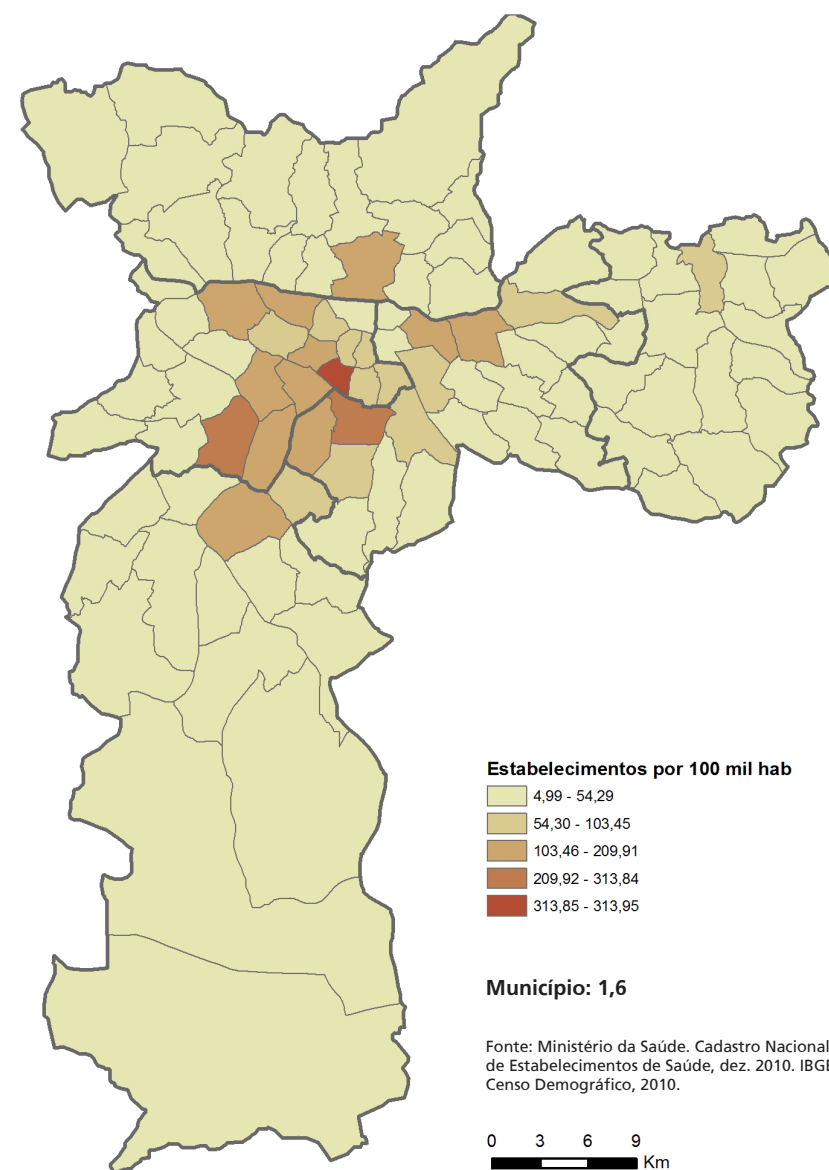 Estabelecimentos por 100 mil hab
4,99 - 54,29
54,30 - 103,45
103,46 - 209,91
209,92 - 313,84
313,85 - 313,95
Município: 1,6
Fonte: Ministério da Saúde. Cadastro Nacional
de Estabelecimentos de Saúde, dez. 2010. IBGE
Censo Demográfico, 2010.
0 3 6 9
Km